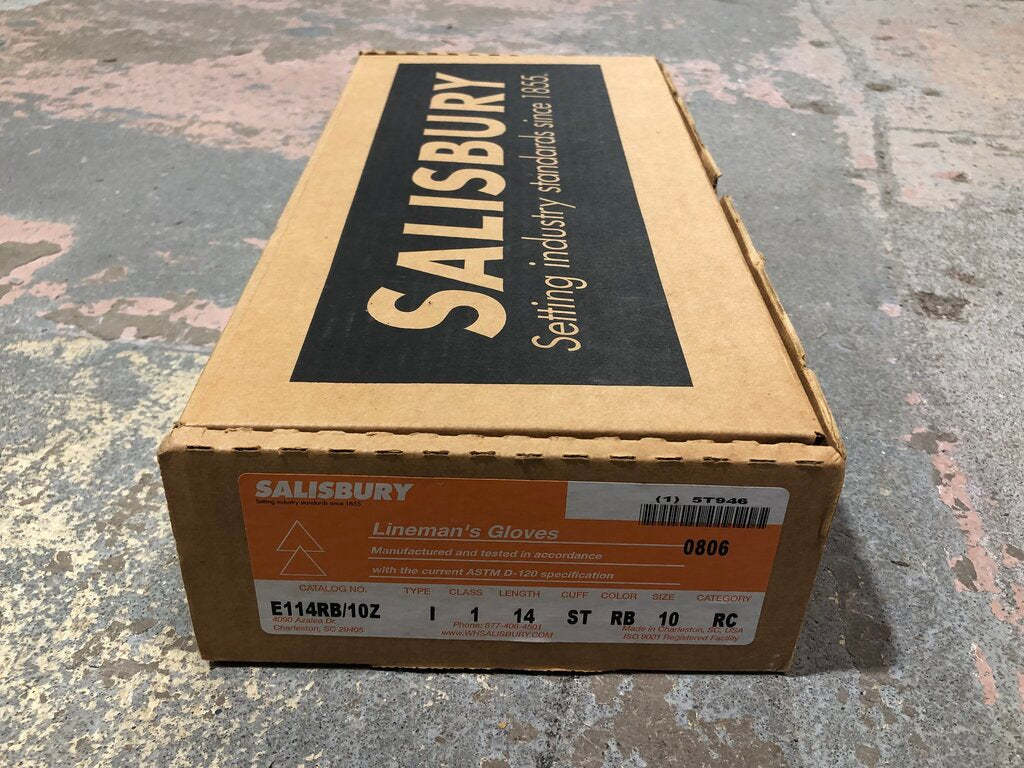 SALISBURY
Setting industry standards since 1855.
SALISBURY
Setting industry standards since 1855
(1) 5T946
Lineman's Gloves
0806
Manufactured and tested in accordance
with the current ASTM D-120 specification
CATALOG NO. TYPE CLASS LENGTH CUFF COLOR SIZE CATEGORY
E114RB/10Z I 1 14 ST RB 10 RC
4090 Azalea Dr. Phone: 877-406-4501 Made in Charleston, SC, USA
Charleston, SC 29405 www.WHSALISBURY.COM ISO 9001 Registered Facility